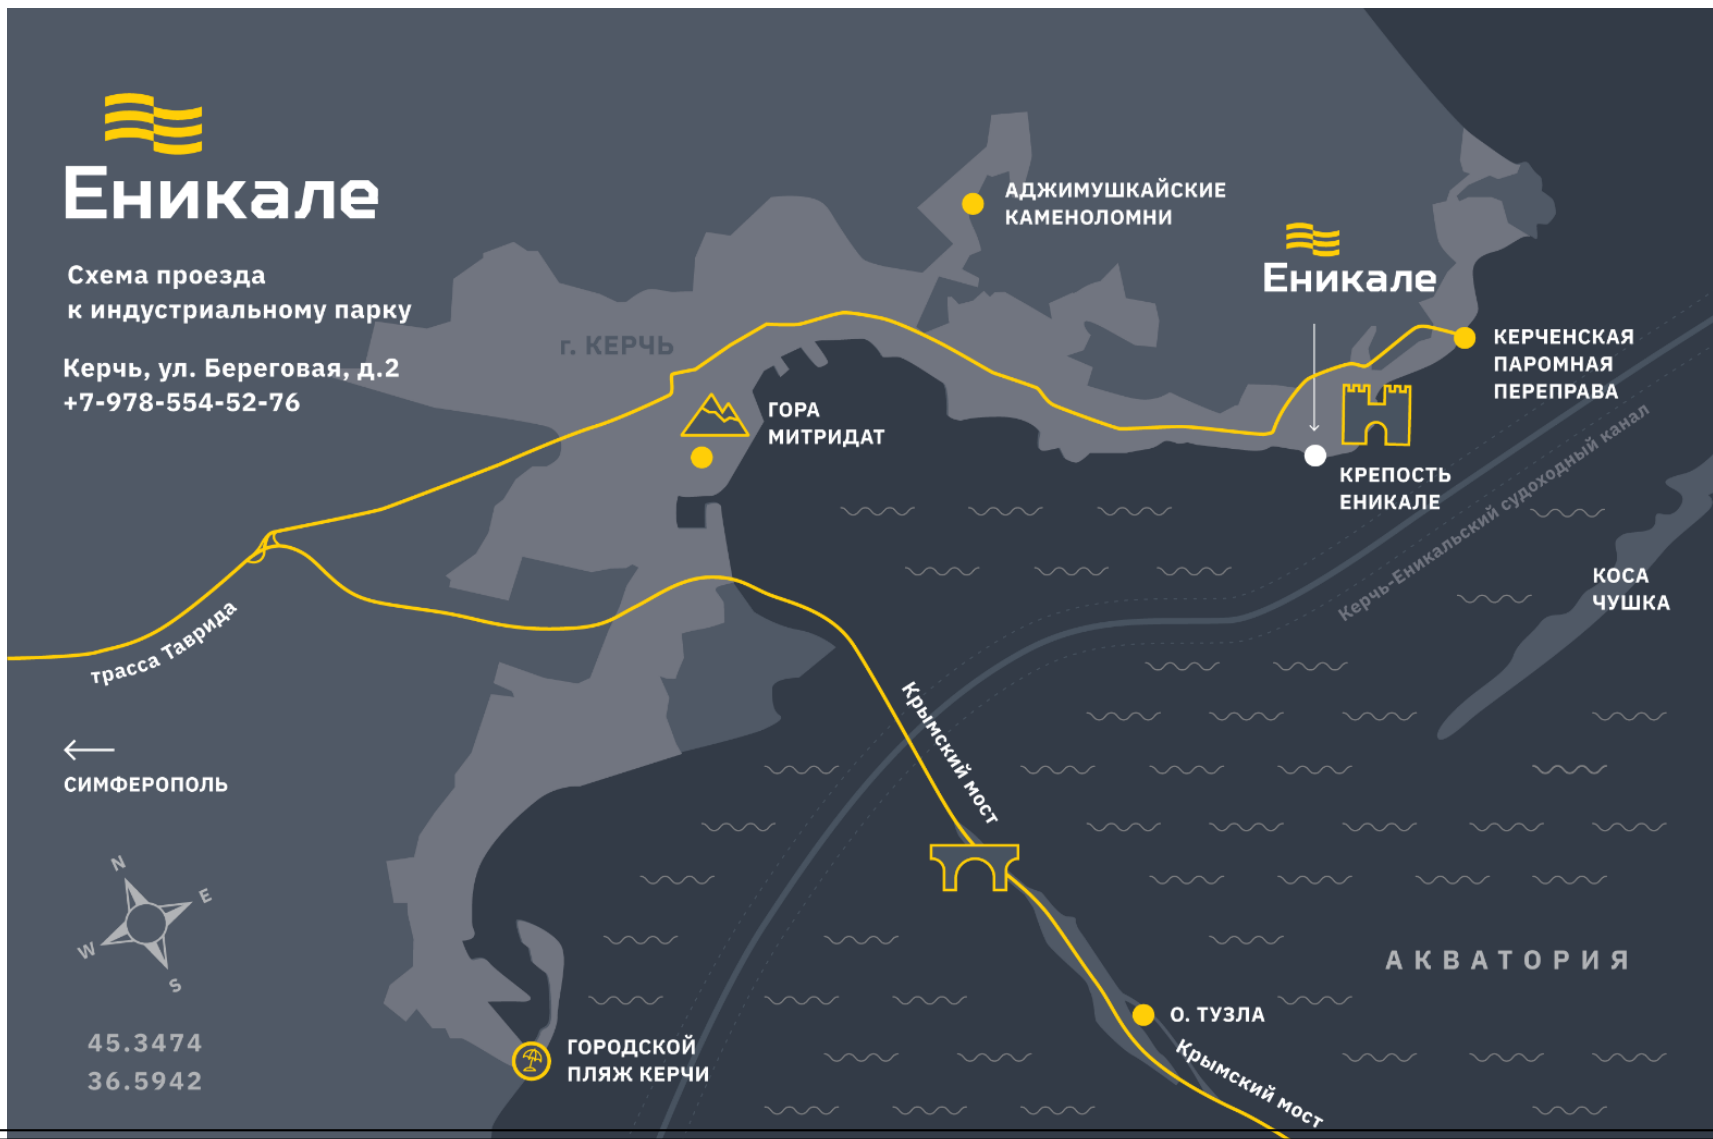 Еникале
Схема проезда
к индустриальному парку
Керчь, ул. Береговая, д.2
+7-978-554-52-76
г. КЕРЧЬ
АДЖИМУШКАЙСКИЕ
КАМЕНОЛОМНИ
Еникале
КЕРЧЕНСКАЯ
ПАРОМНАЯ
ПЕРЕПРАВА
ГОРА
МИТРИДАТ
КРЕПОСТЬ
ЕНИКАЛЕ
Керчь-Еникальский судоходный канал
КОСА
ЧУШКА
трасса Таврида
Крымский мост
СИМФЕРОПОЛЬ
N
E
W
S
АКВАТОРИЯ
О. ТУЗЛА
Крымский мост
ГОРОДСКОЙ
ПЛЯЖ КЕРЧИ
45.3474
36.5942